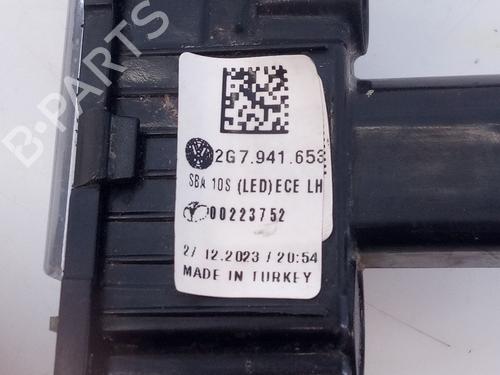 B-PARTS
2G7.941.653
SBA 10S (LED) ECE LH
00223752
27.12.2023 / 20:54
MADE IN TURKEY